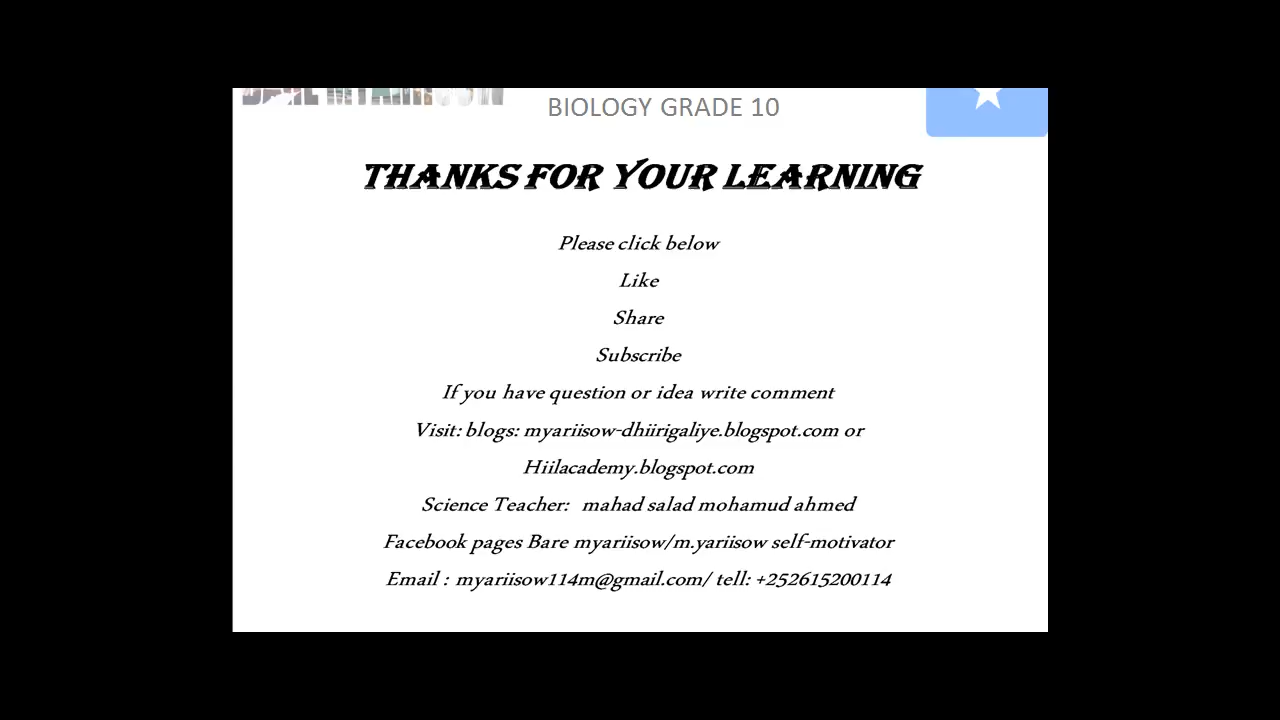 BIOLOGY GRADE 10
THANKS FOR YOUR LEARNING
Please click below
Like
Share
Subscribe
If you have question or idea write comment
Visit: blogs: myariisow-dhiirigaliye.blogspot.com or
Hiilacademy.blogspot.com
Science Teacher: mahad salad mohamud ahmed
Facebook pages Bare myariisow/m.yariisow self-motivator
Email : myariisow114m@gmail.com/ tell: +252615200114